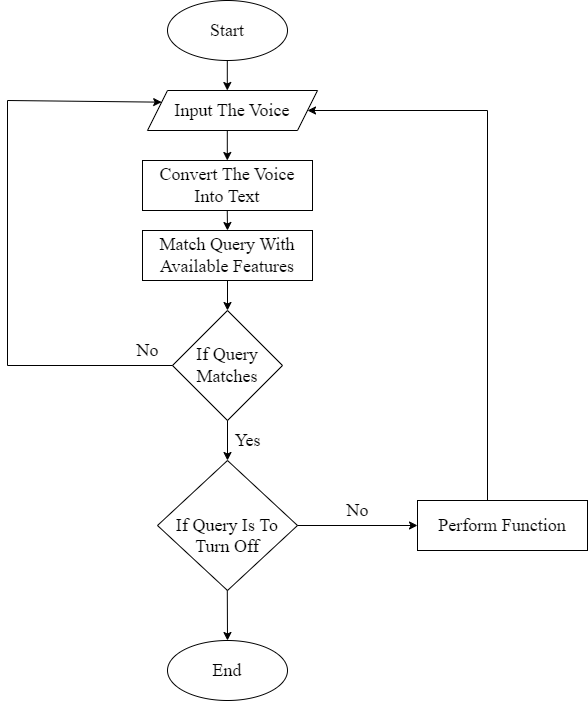 Start
Input The Voice
Convert The Voice
Into Text
Match Query With
Available Features
No
If Query
Matches
Yes
If Query Is To
Turn Off
No
Perform Function
End